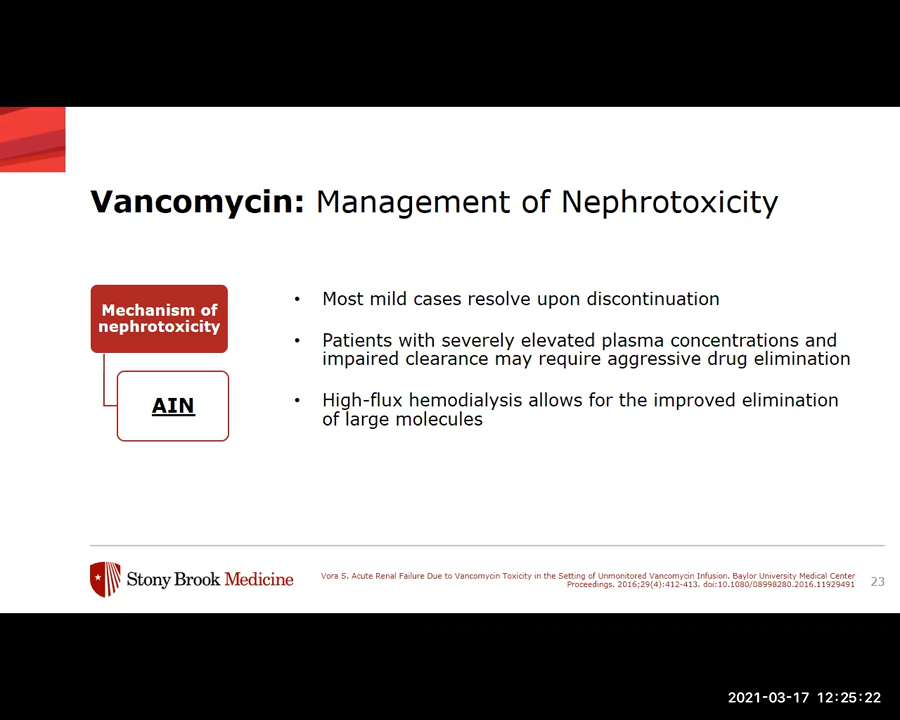 Vancomycin: Management of Nephrotoxicity
Mechanism of
nephrotoxicity
AIN
• Most mild cases resolve upon discontinuation
• Patients with severely elevated plasma concentrations and
impaired clearance may require aggressive drug elimination
• High-flux hemodialysis allows for the improved elimination
of large molecules
Stony Brook Medicine
Vora S. Acute Renal Failure Due to Vancomycin Toxicity in the Setting of Unmonitored Vancomycin Infusion. Baylor University Medical Center
Proceedings. 2016;29(4):412-413. doi:10.1080/08998280.2016.11929491
23
2021-03-17 12:25:22